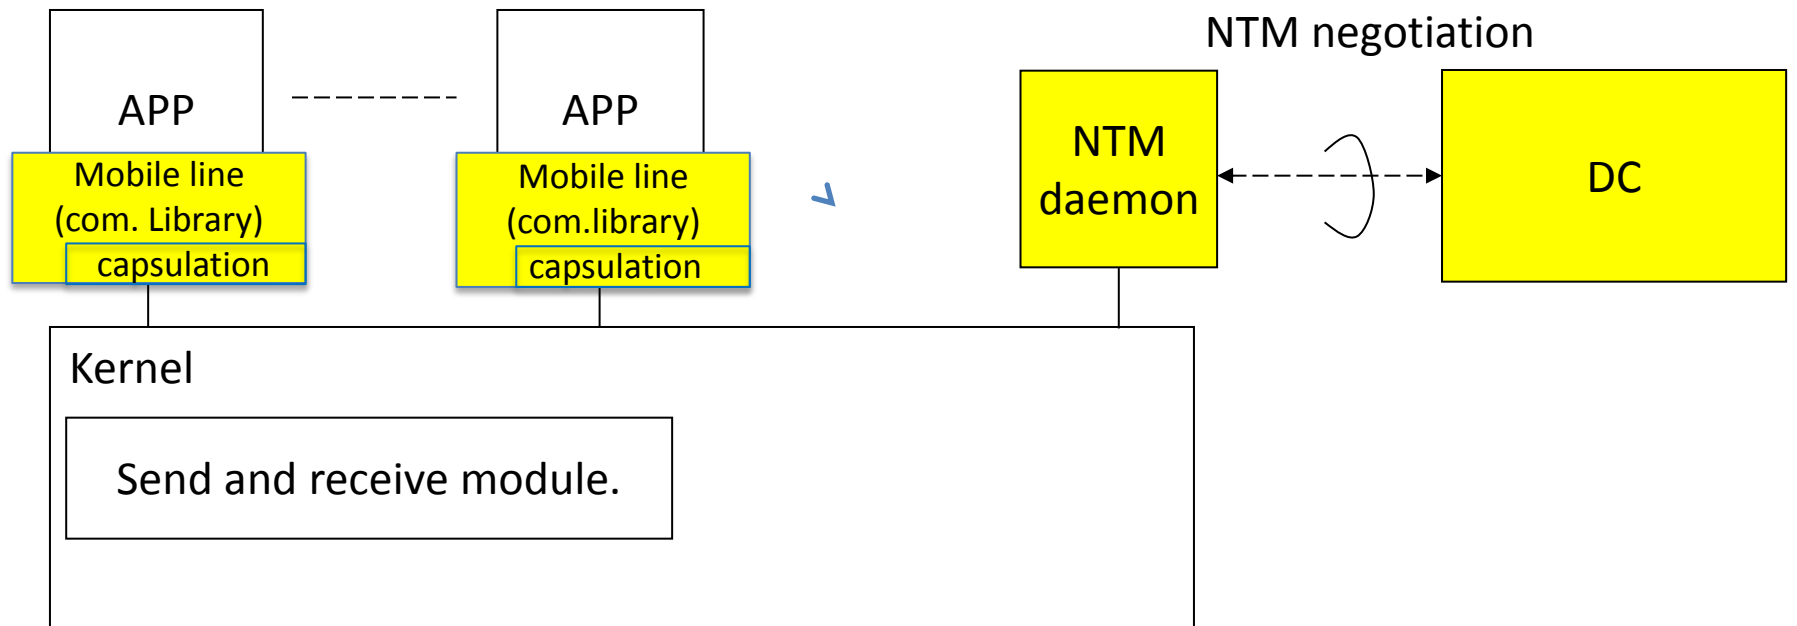 NTM negotiation
APP
APP
Mobile line
(com. Library)
capsulation
Mobile line
(com.library)
capsulation
NTM
daemon
DC
Kernel
Send and receive module.